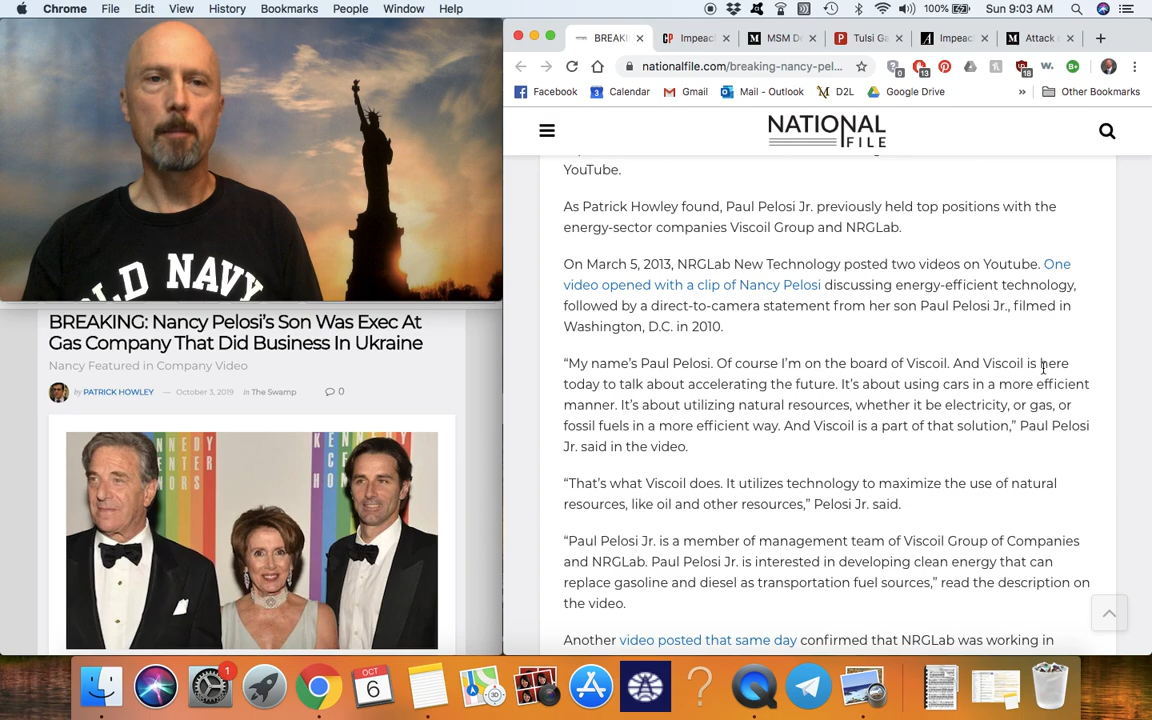 Chrome File Edit View History Bookmarks People Window Help 100% Sun 9:03 AM
BREAKI Impeac MSM D Tulsi Ga Impeac Attack
nationalfile.com/breaking-nancy-pel... 0 13 18 w. B+
Facebook 3 Calendar Gmail Mail - Outlook D2L Google Drive » Other Bookmarks
NATIONAL
FILE
YouTube.
As Patrick Howley found, Paul Pelosi Jr. previously held top positions with the
energy-sector companies Viscoil Group and NRGLab.
On March 5, 2013, NRGLab New Technology posted two videos on Youtube. One
video opened with a clip of Nancy Pelosi discussing energy-efficient technology,
followed by a direct-to-camera statement from her son Paul Pelosi Jr., filmed in
Washington, D.C. in 2010.
“My name’s Paul Pelosi. Of course I’m on the board of Viscoil. And Viscoil is here
today to talk about accelerating the future. It’s about using cars in a more efficient
manner. It’s about utilizing natural resources, whether it be electricity, or gas, or
fossil fuels in a more efficient way. And Viscoil is a part of that solution,” Paul Pelosi
Jr. said in the video.
“That’s what Viscoil does. It utilizes technology to maximize the use of natural
resources, like oil and other resources,” Pelosi Jr. said.
“Paul Pelosi Jr. is a member of management team of Viscoil Group of Companies
and NRGLab. Paul Pelosi Jr. is interested in developing clean energy that can
replace gasoline and diesel as transportation fuel sources,” read the description on
the video.
Another video posted that same day confirmed that NRGLab was working in
OLD NAVY
BREAKING: Nancy Pelosi’s Son Was Exec At
Gas Company That Did Business In Ukraine
Nancy Featured in Company Video
by PATRICK HOWLEY — October 3, 2019 in The Swamp 0
NNEDY
ENTER
NORS
KENNEDY
CE
HO
1
OCT
6
3D